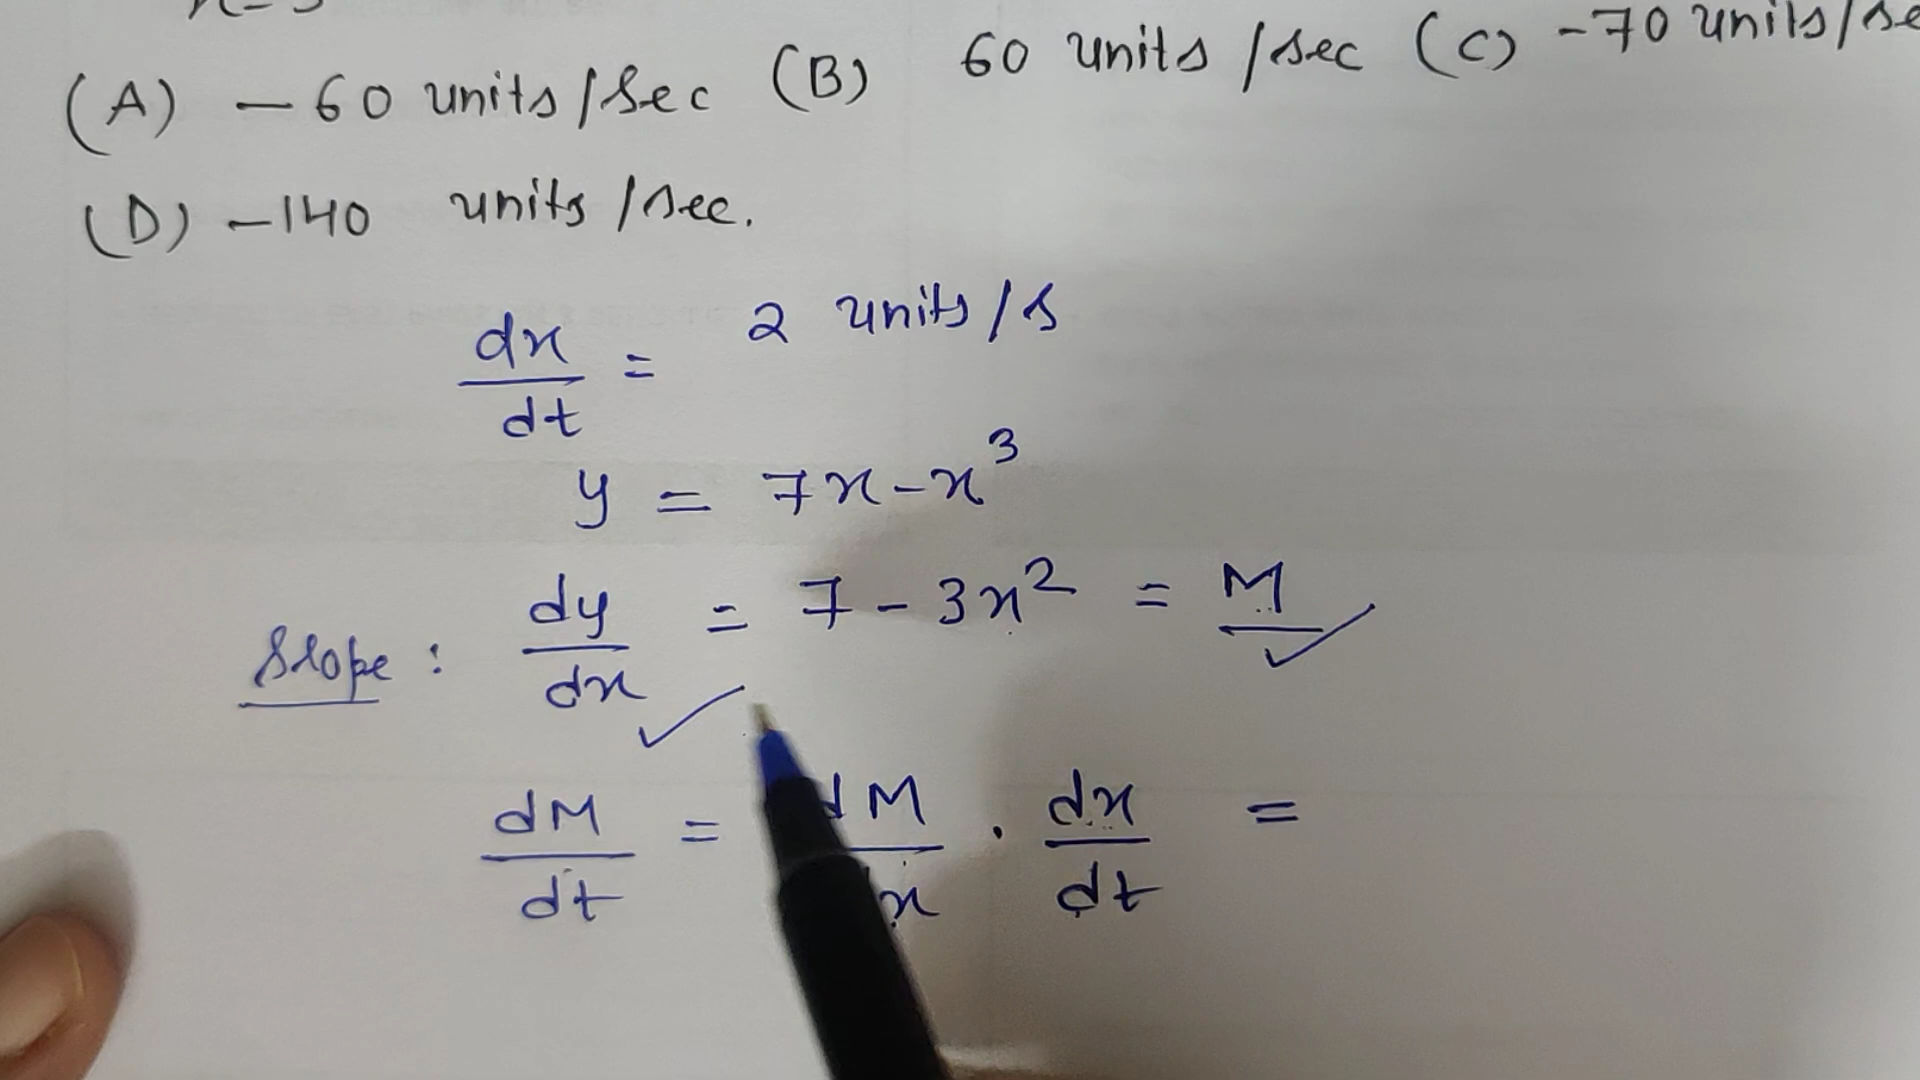 (A) - 60 units/sec (B) 60 units/sec (C) -70 units/se
(D) -140 units/sec.
dx/dt = 2 units/s
y = 7x - x³
Slope: dy/dx = 7 - 3x² = M
dM/dt = dM/x . dx/dt =